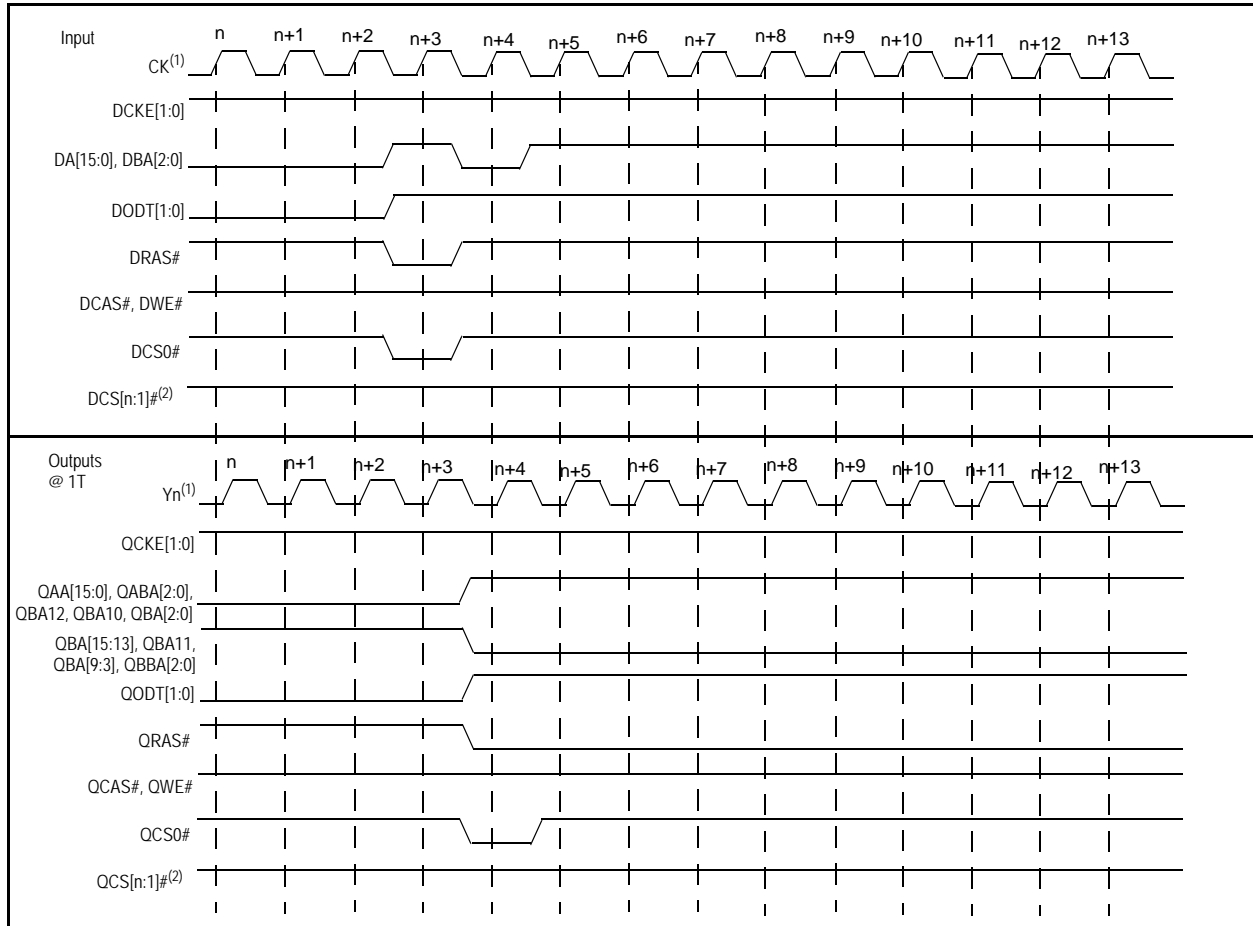 Input
n n+1 n+2 n+3 n+4 n+5 n+6 n+7 n+8 n+9 n+10 n+11 n+12 n+13
CK(1)
DCKE[1:0]
DA[15:0], DBA[2:0]
DODT[1:0]
DRAS#
DCAS#, DWE#
DCS0#
DCS[n:1]#(2)
Outputs
@ 1T
n n+1 n+2 n+3 n+4 n+5 n+6 n+7 n+8 n+9 n+10 n+11 n+12 n+13
Yn(1)
QCKE[1:0]
QAA[15:0], QABA[2:0],
QBA12, QBA10, QBA[2:0]
QBA[15:13], QBA11,
QBA[9:3], QBBA[2:0]
QODT[1:0]
QRAS#
QCAS#, QWE#
QCS0#
QCS[n:1]#(2)